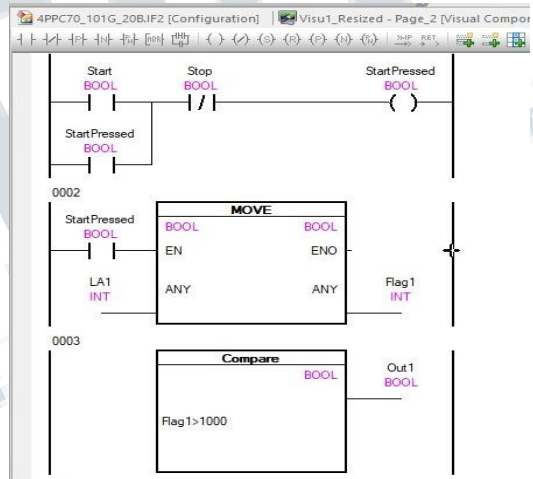 4PPC70_101G_20B.IF2 [Configuration] Visu1_Resized - Page_2 [Visual Compor
Start Stop StartPressed
BOOL BOOL BOOL
StartPressed
BOOL
0002
MOVE
StartPressed BOOL BOOL
BOOL
EN ENO
LA1 ANY ANY Flag1
INT INT
0003
Compare
BOOL Out1
BOOL
Flag1>1000